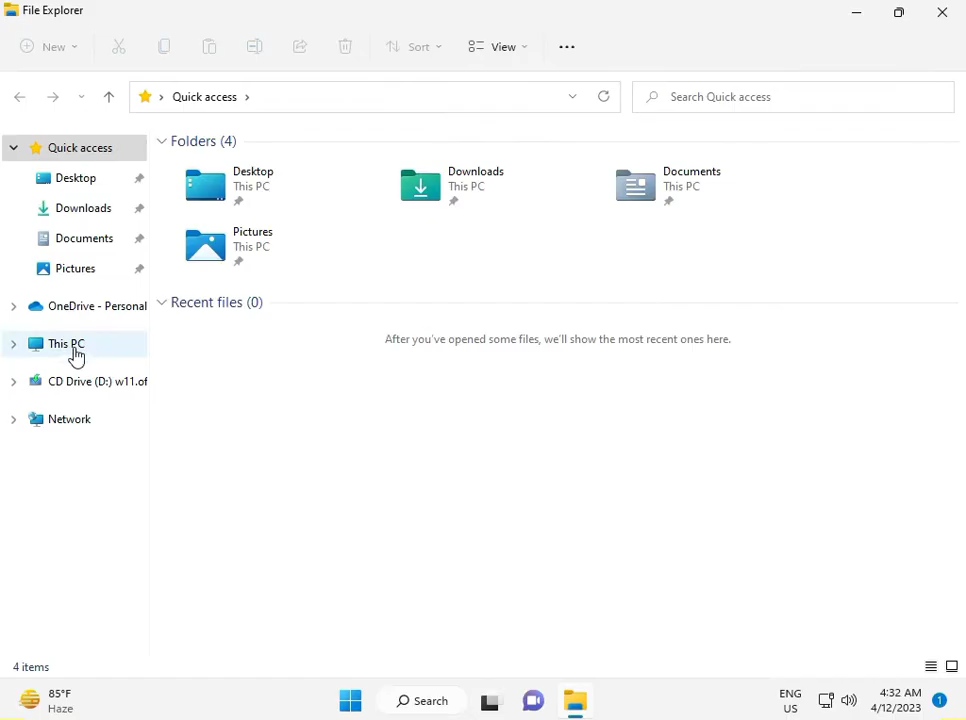 File Explorer
New
Sort
View
Quick access
Search Quick access
Quick access
Desktop
Downloads
Documents
Pictures
OneDrive - Personal
This PC
CD Drive (D:) w11.of
Network
Folders (4)
Desktop
This PC
Downloads
This PC
Documents
This PC
Pictures
This PC
Recent files (0)
After you've opened some files, we'll show the most recent ones here.
4 items
85°F
Haze
Search
ENG
US
4:32 AM
4/12/2023
1